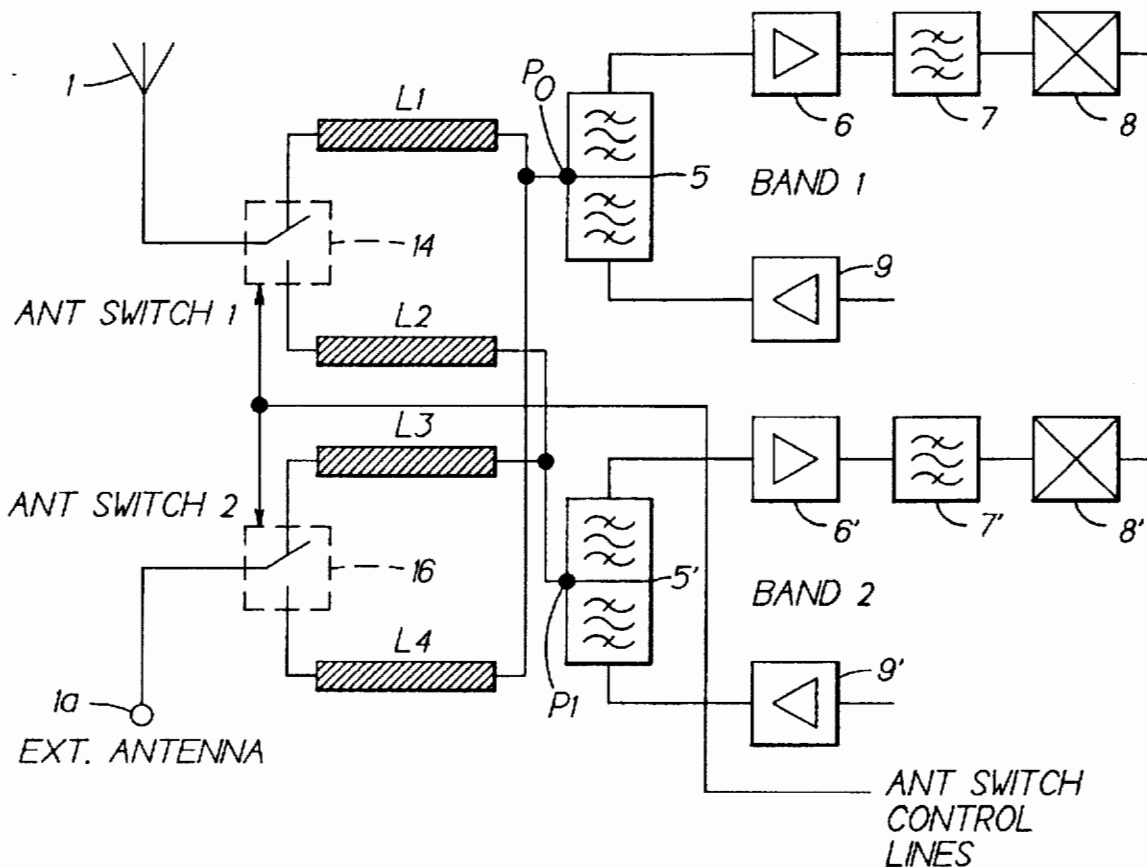 1
L1
P0
5
6
7
8
BAND 1
14
9
ANT SWITCH 1
L2
L3
ANT SWITCH 2
6'
7'
8'
16
5'
BAND 2
L4
P1
9'
1a
EXT. ANTENNA
ANT SWITCH
CONTROL
LINES